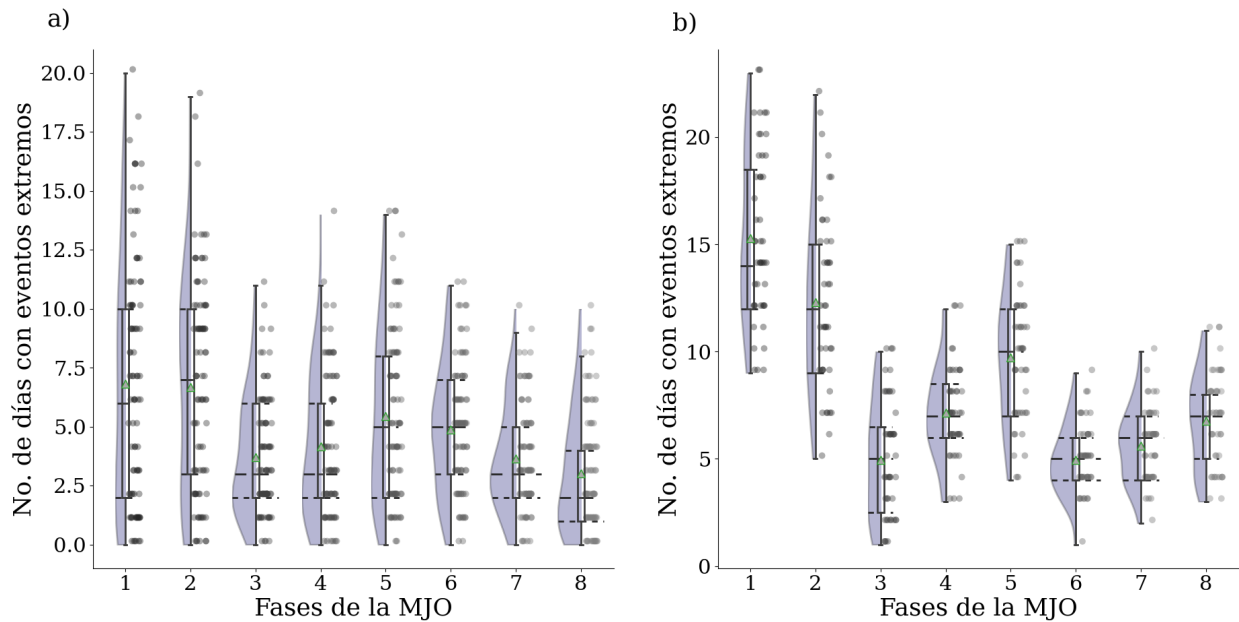 a)
No. de días con eventos extremos
20.0
17.5
15.0
12.5
10.0
7.5
5.0
2.5
0.0
1 2 3 4 5 6 7 8
Fases de la MJO
b)
No. de días con eventos extremos
20
15
10
5
0
1 2 3 4 5 6 7 8
Fases de la MJO